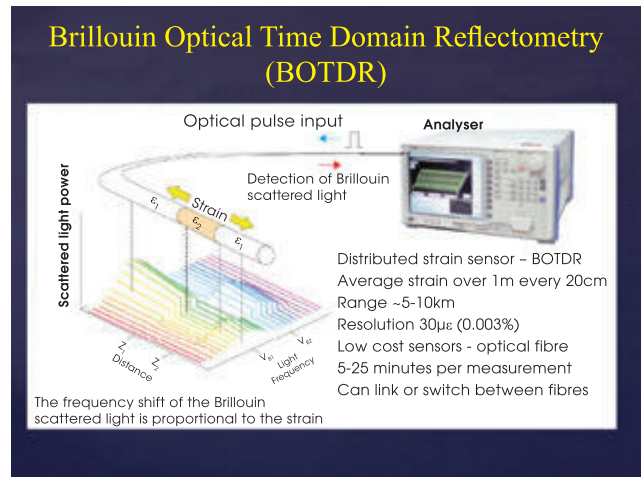 Brillouin Optical Time Domain Reflectometry
(BOTDR)
Optical pulse input
Analyser
Detection of Brillouin
scattered light
Scattered light power
Strain
ε1
ε2
ε1
Z1
Z2
Distance
VB1
VB2
Light
Frequency
Distributed strain sensor – BOTDR
Average strain over 1m every 20cm
Range ~5-10km
Resolution 30µε (0.003%)
Low cost sensors - optical fibre
5-25 minutes per measurement
Can link or switch between fibres
The frequency shift of the Brillouin
scattered light is proportional to the strain